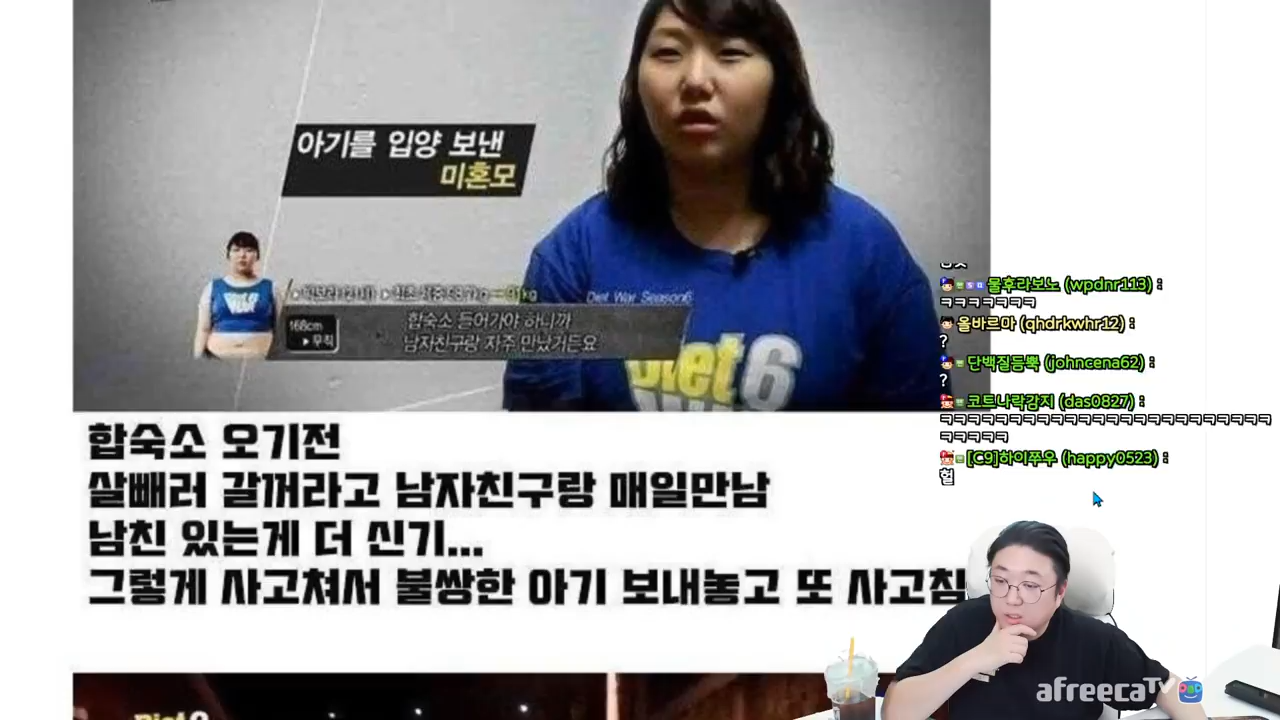 아기를 입양 보낸
미혼모
Diet War Season6
168cm
▶ 무직
합숙소 들어가야 하니까
남자친구랑 자주 만났거든요
Diet 6
합숙소 오기전
살빼러 갈꺼라고 남자친구랑 매일만남
남친 있는게 더 신기...
그렇게 사고쳐서 불쌍한 아기 보내놓고 또 사고침
물후라보노 (wpdnr113) :
ㅋㅋㅋㅋㅋㅋㅋ
올바르마 (qhdrkwhr12) :
?
단백질듬뿍 (johncena62) :
?
코트나락감지 (das0827) :
ㅋㅋㅋㅋㅋㅋㅋㅋㅋㅋㅋㅋㅋㅋㅋㅋㅋㅋㅋㅋㅋㅋㅋㅋ
ㅋㅋㅋㅋㅋ
[C9]하이쭈우 (happy0523) :
헐
afreecaTV